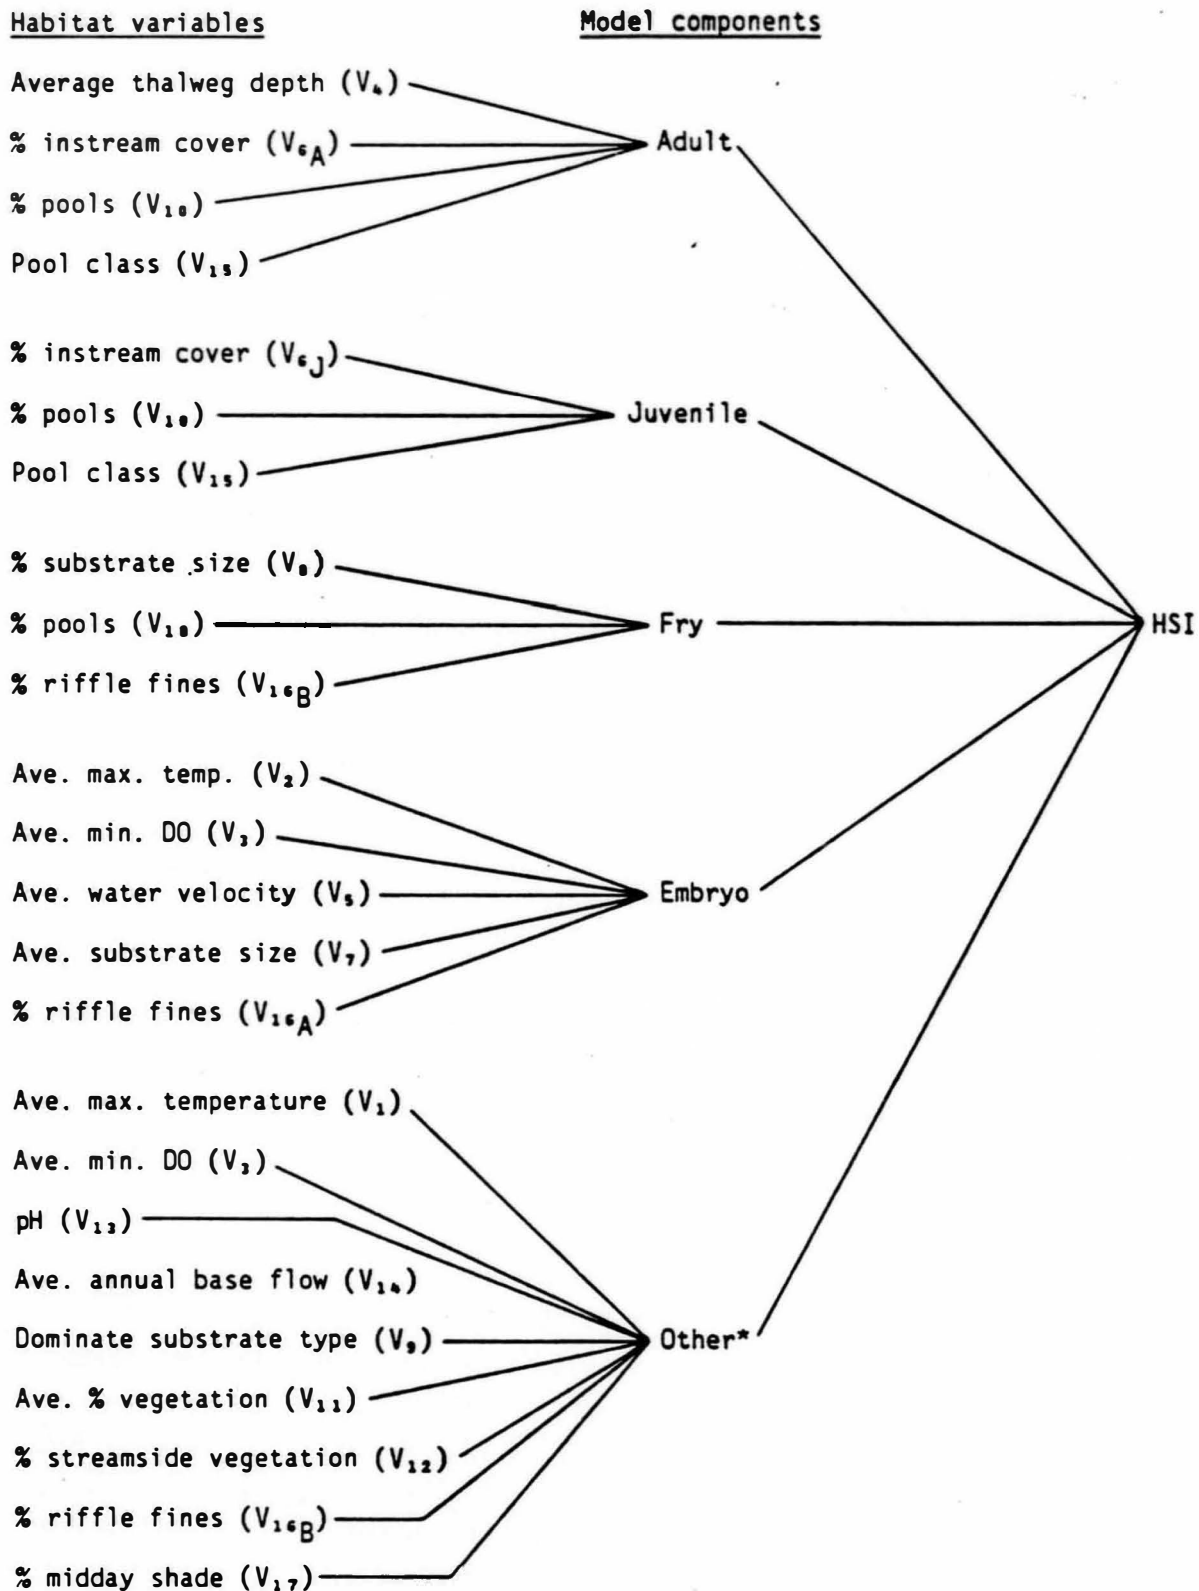 Habitat variables
Model components
Average thalweg depth (V₄)
% instream cover (V₆A)
Adult
% pools (V₁₀)
Pool class (V₁₅)
% instream cover (V₆J)
% pools (V₁₀)
Juvenile
Pool class (V₁₅)
% substrate size (V₈)
% pools (V₁₀)
Fry
HSI
% riffle fines (V₁₆B)
Ave. max. temp. (V₂)
Ave. min. DO (V₃)
Ave. water velocity (V₅)
Embryo
Ave. substrate size (V₇)
% riffle fines (V₁₆A)
Ave. max. temperature (V₁)
Ave. min. DO (V₃)
pH (V₁₃)
Ave. annual base flow (V₁₄)
Dominate substrate type (V₉)
Other*
Ave. % vegetation (V₁₁)
% streamside vegetation (V₁₂)
% riffle fines (V₁₆B)
% midday shade (V₁₇)